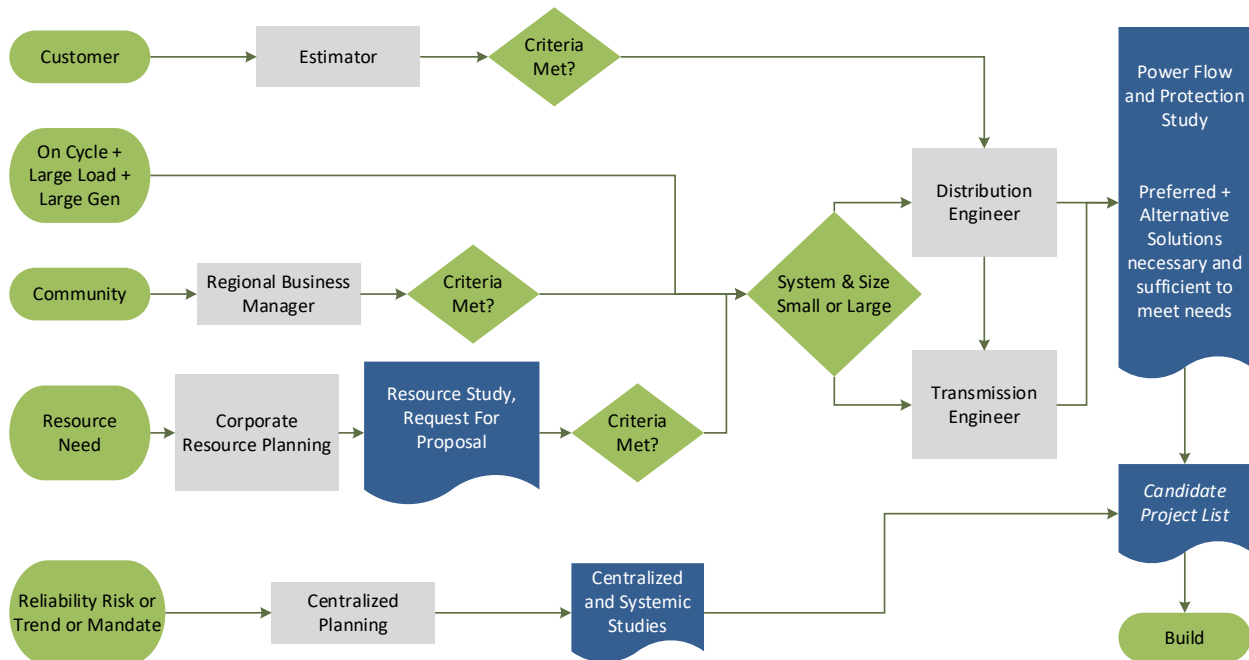 Customer
Estimator
Criteria
Met?
Power Flow
and Protection
Study
Preferred +
Alternative
Solutions
necessary and
sufficient to
meet needs
On Cycle +
Large Load +
Large Gen
Distribution
Engineer
Community
Regional Business
Manager
Criteria
Met?
System & Size
Small or Large
Resource
Need
Corporate
Resource Planning
Resource Study,
Request For
Proposal
Criteria
Met?
Transmission
Engineer
Candidate
Project List
Reliability Risk or
Trend or Mandate
Centralized
Planning
Centralized
and Systemic
Studies
Build